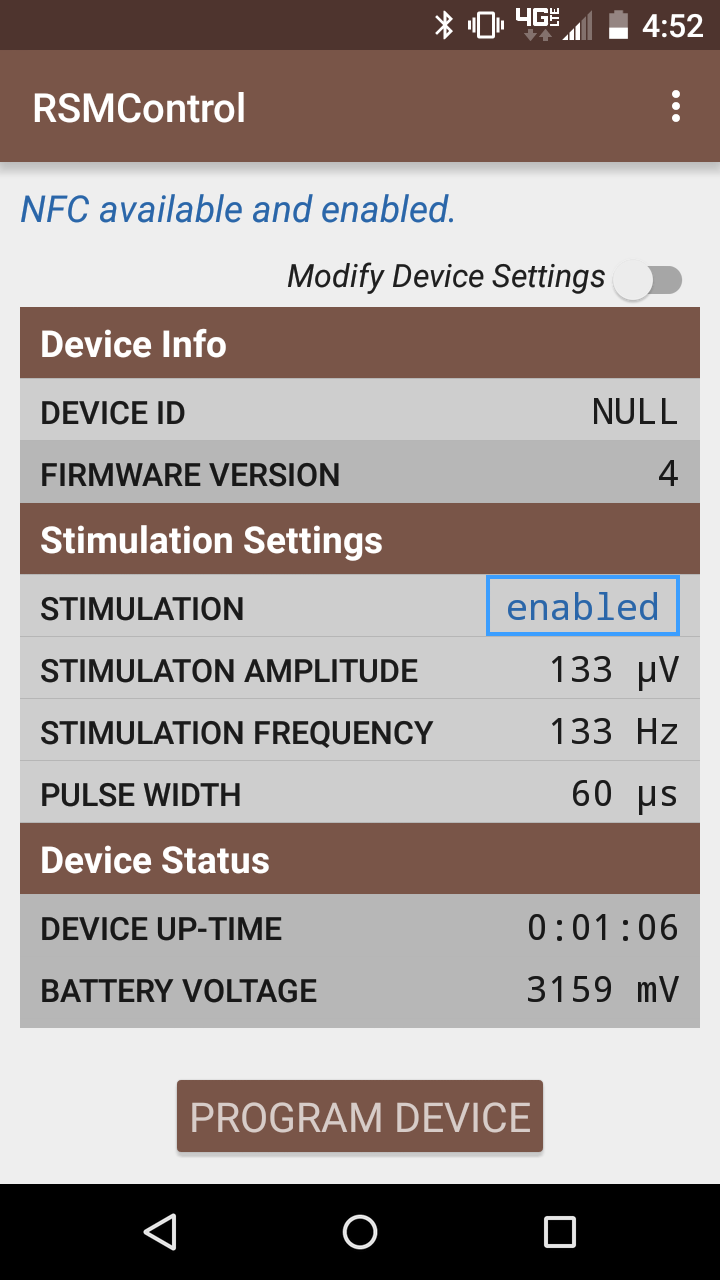 4G LTE 4:52
RSMControl
NFC available and enabled.
Modify Device Settings
Device Info
DEVICE ID NULL
FIRMWARE VERSION 4
Stimulation Settings
STIMULATION enabled
STIMULATON AMPLITUDE 133 µV
STIMULATION FREQUENCY 133 Hz
PULSE WIDTH 60 µs
Device Status
DEVICE UP-TIME 0:01:06
BATTERY VOLTAGE 3159 mV
PROGRAM DEVICE